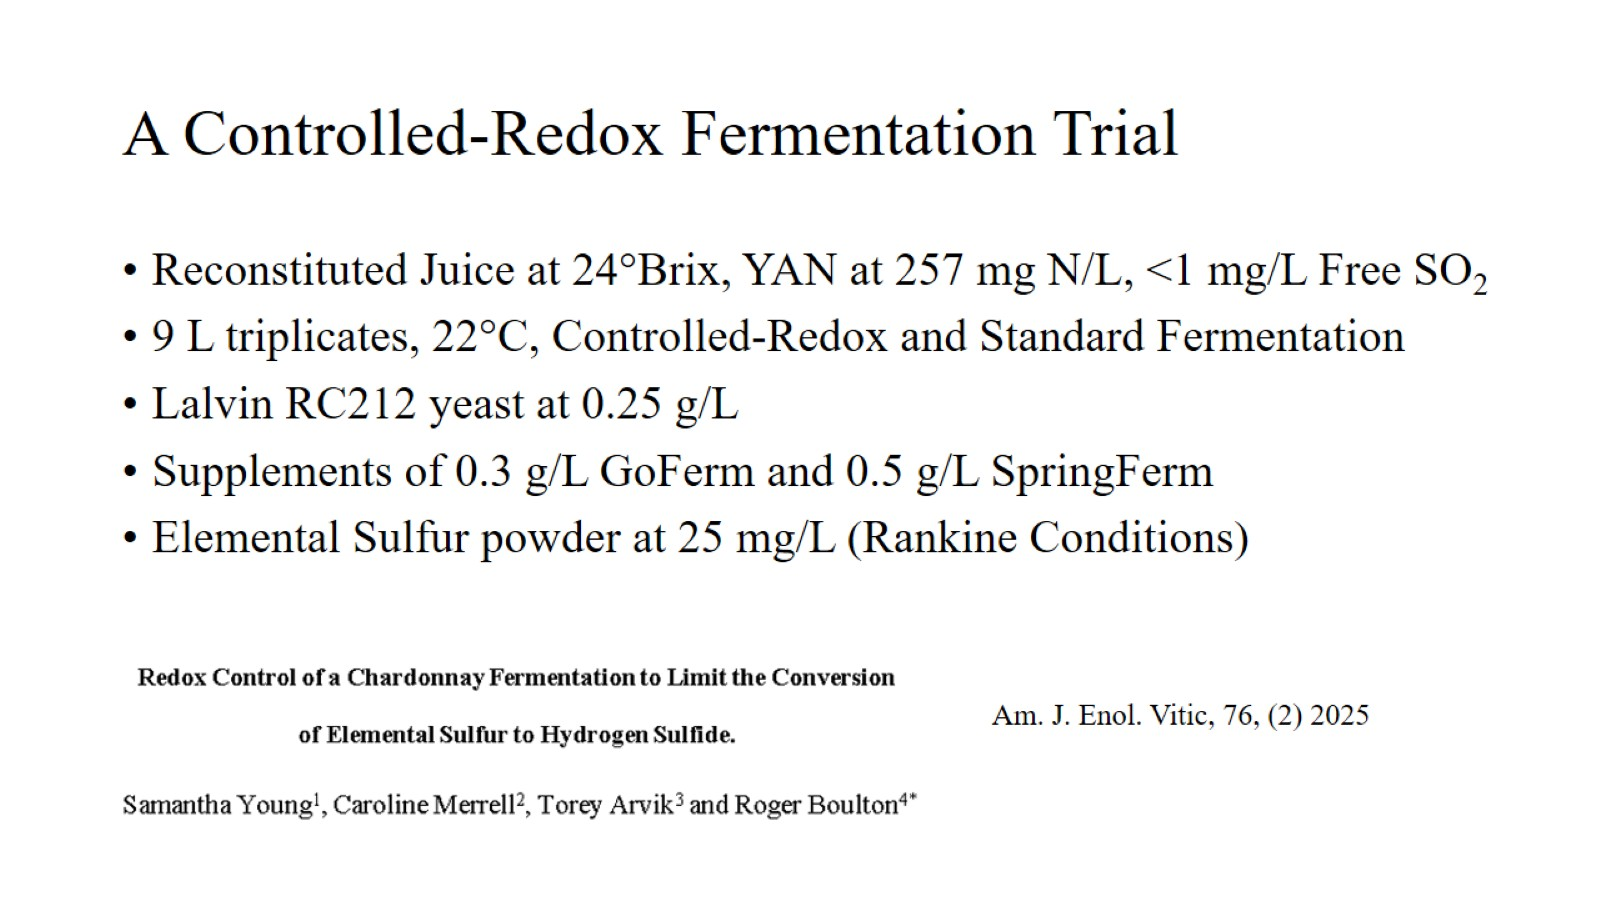 A Controlled-Redox Fermentation Trial
• Reconstituted Juice at 24°Brix, YAN at 257 mg N/L, <1 mg/L Free SO₂
• 9 L triplicates, 22°C, Controlled-Redox and Standard Fermentation
• Lalvin RC212 yeast at 0.25 g/L
• Supplements of 0.3 g/L GoFerm and 0.5 g/L SpringFerm
• Elemental Sulfur powder at 25 mg/L (Rankine Conditions)
Redox Control of a Chardonnay Fermentation to Limit the Conversion
of Elemental Sulfur to Hydrogen Sulfide.
Am. J. Enol. Vitic, 76, (2) 2025
Samantha Young¹, Caroline Merrell², Torey Arvik³ and Roger Boulton⁴*